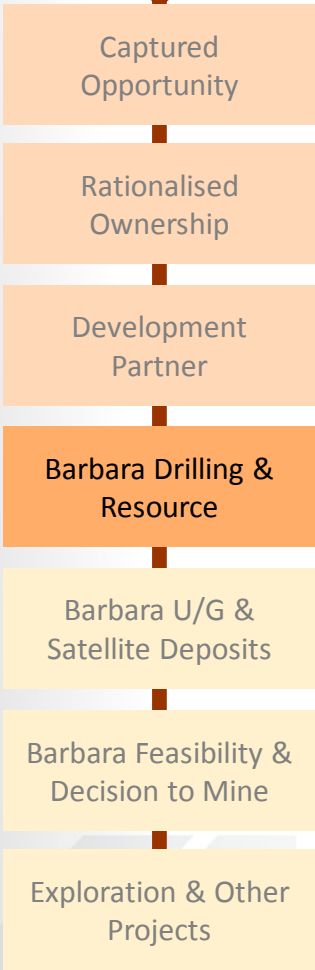 Captured
Opportunity
Rationalised
Ownership
Development
Partner
Barbara Drilling &
Resource
Barbara U/G &
Satellite Deposits
Barbara Feasibility &
Decision to Mine
Exploration & Other
Projects